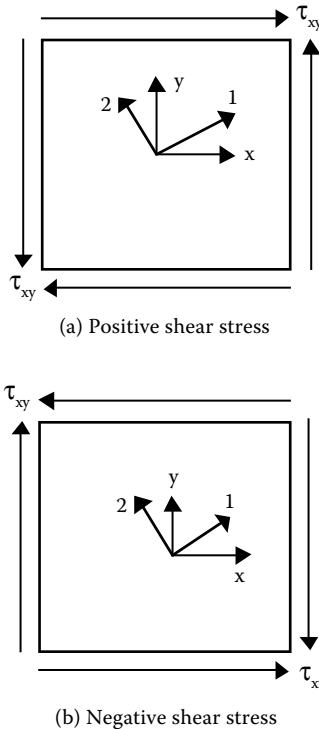 τxy
y
2
1
x
τxy
(a) Positive shear stress
τxy
y
2
1
x
τx
(b) Negative shear stress